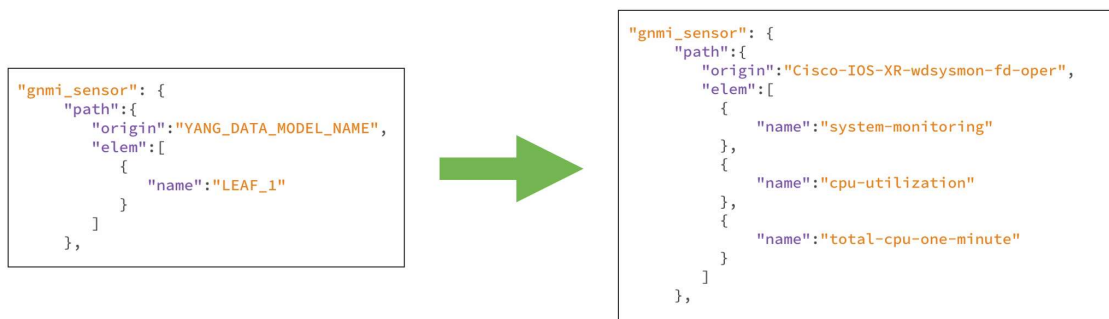 "gnmi_sensor": {
"path":{
"origin":"YANG_DATA_MODEL_NAME",
"elem":[
{
"name":"LEAF_1"
}
]
},
"gnmi_sensor": {
"path":{
"origin":"Cisco-IOS-XR-wdsysmon-fd-oper",
"elem":[
{
"name":"system-monitoring"
},
{
"name":"cpu-utilization"
},
{
"name":"total-cpu-one-minute"
}
]
},